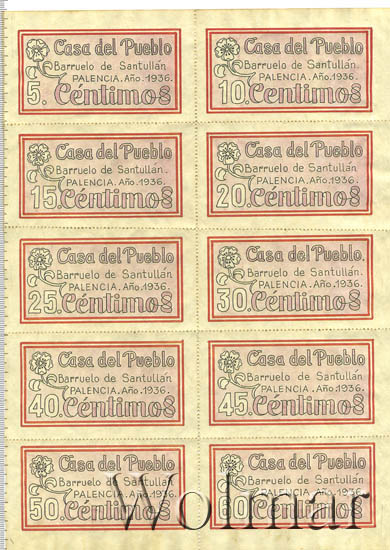 Casa del Pueblo
Barruelo de Santullán.
PALENCIA. Año. 1936.
5. Céntimos
Casa del Pueblo
Barruelo de Santullán.
PALENCIA. Año. 1936.
10. Céntimos
Casa del Pueblo
Barruelo de Santullán.
PALENCIA. Año. 1936.
15. Céntimos
Casa del Pueblo
Barruelo de Santullán.
PALENCIA. Año. 1936.
20. Céntimos
Casa del Pueblo
Barruelo de Santullán.
PALENCIA. Año. 1936.
25. Céntimos
Casa del Pueblo
Barruelo de Santullán.
PALENCIA. Año. 1936.
30. Céntimos
Casa del Pueblo
Barruelo de Santullán.
PALENCIA. Año. 1936.
40. Céntimos
Casa del Pueblo
Barruelo de Santullán.
PALENCIA. Año. 1936.
45. Céntimos
Casa del Pueblo
Barruelo de Santullán.
PALENCIA. Año. 1936.
50. Céntimos
Casa del Pueblo
Barruelo de Santullán.
PALENCIA. Año. 1936.
60. Céntimos
Wolmar